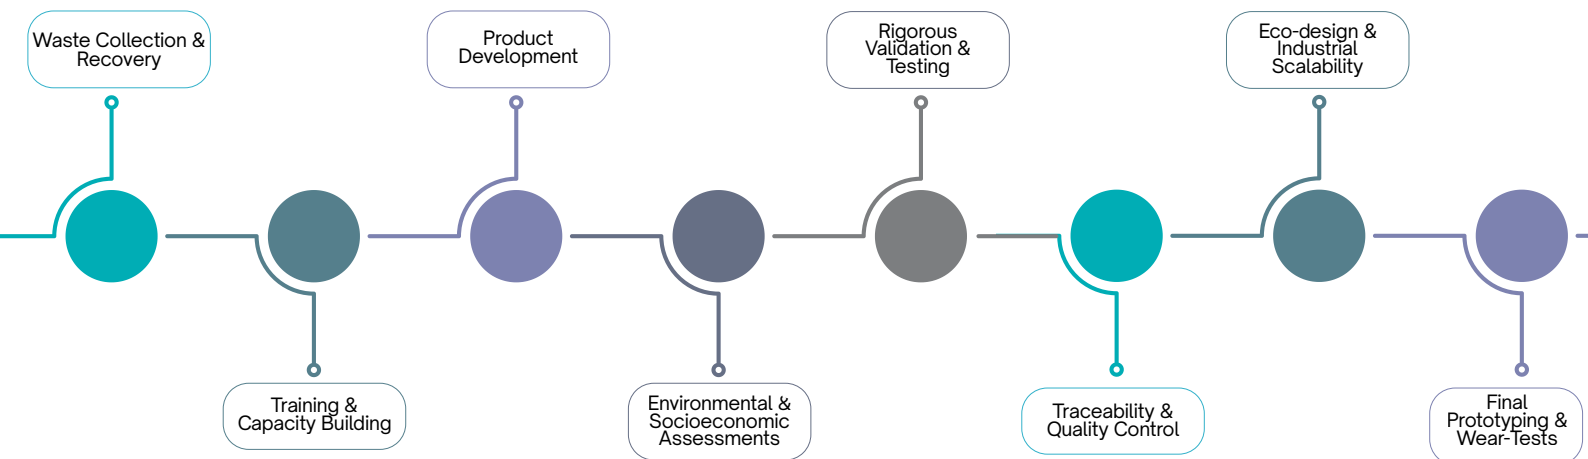 Waste Collection &
Recovery
Training &
Capacity Building
Product
Development
Environmental &
Socioeconomic
Assessments
Rigorous
Validation &
Testing
Traceability &
Quality Control
Eco-design &
Industrial
Scalability
Final
Prototyping &
Wear-Tests